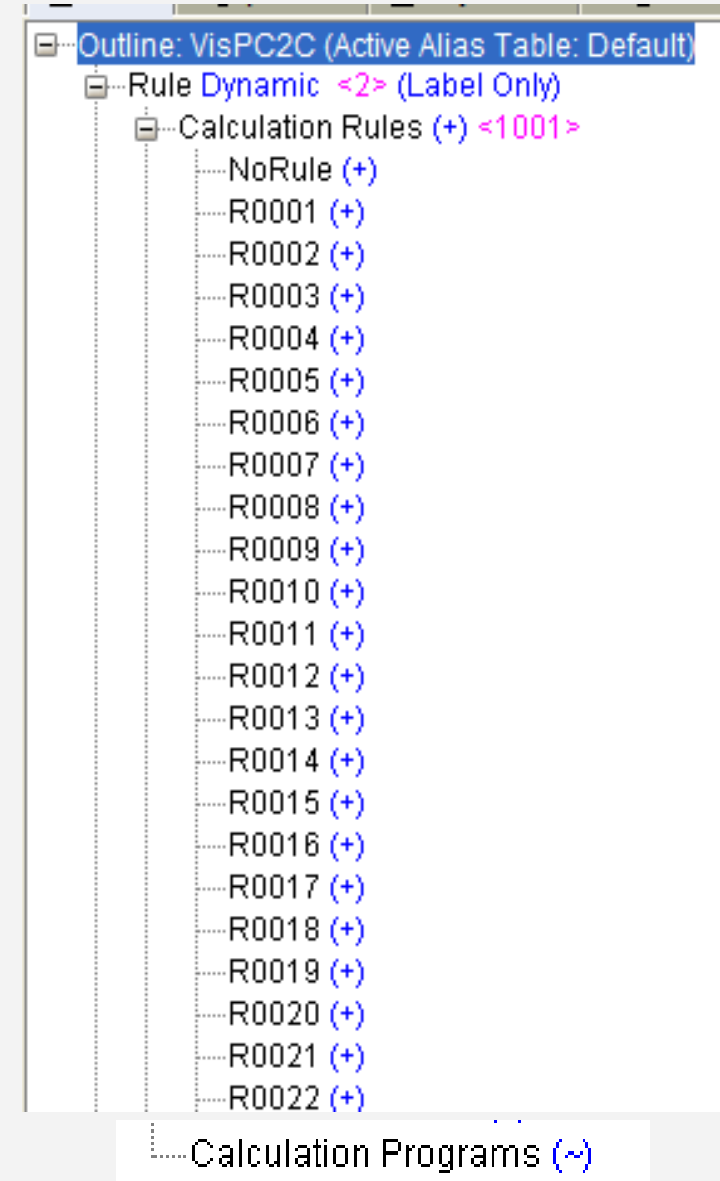 Outline: VisPC2C (Active Alias Table: Default)
Rule Dynamic <2> (Label Only)
Calculation Rules (+) <1001>
NoRule (+)
R0001 (+)
R0002 (+)
R0003 (+)
R0004 (+)
R0005 (+)
R0006 (+)
R0007 (+)
R0008 (+)
R0009 (+)
R0010 (+)
R0011 (+)
R0012 (+)
R0013 (+)
R0014 (+)
R0015 (+)
R0016 (+)
R0017 (+)
R0018 (+)
R0019 (+)
R0020 (+)
R0021 (+)
R0022 (+)
Calculation Programs (~)